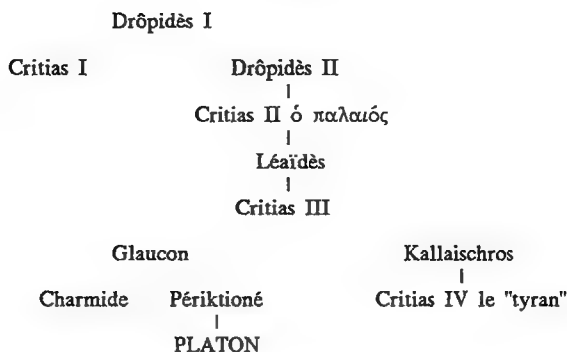 Drôpidès I
Critias I Drôpidès II
Critias II ὁ παλαιός
Léaïdès
Critias III
Glaucon Kallaischros
Charmide Périktioné Critias IV le "tyran"
PLATON